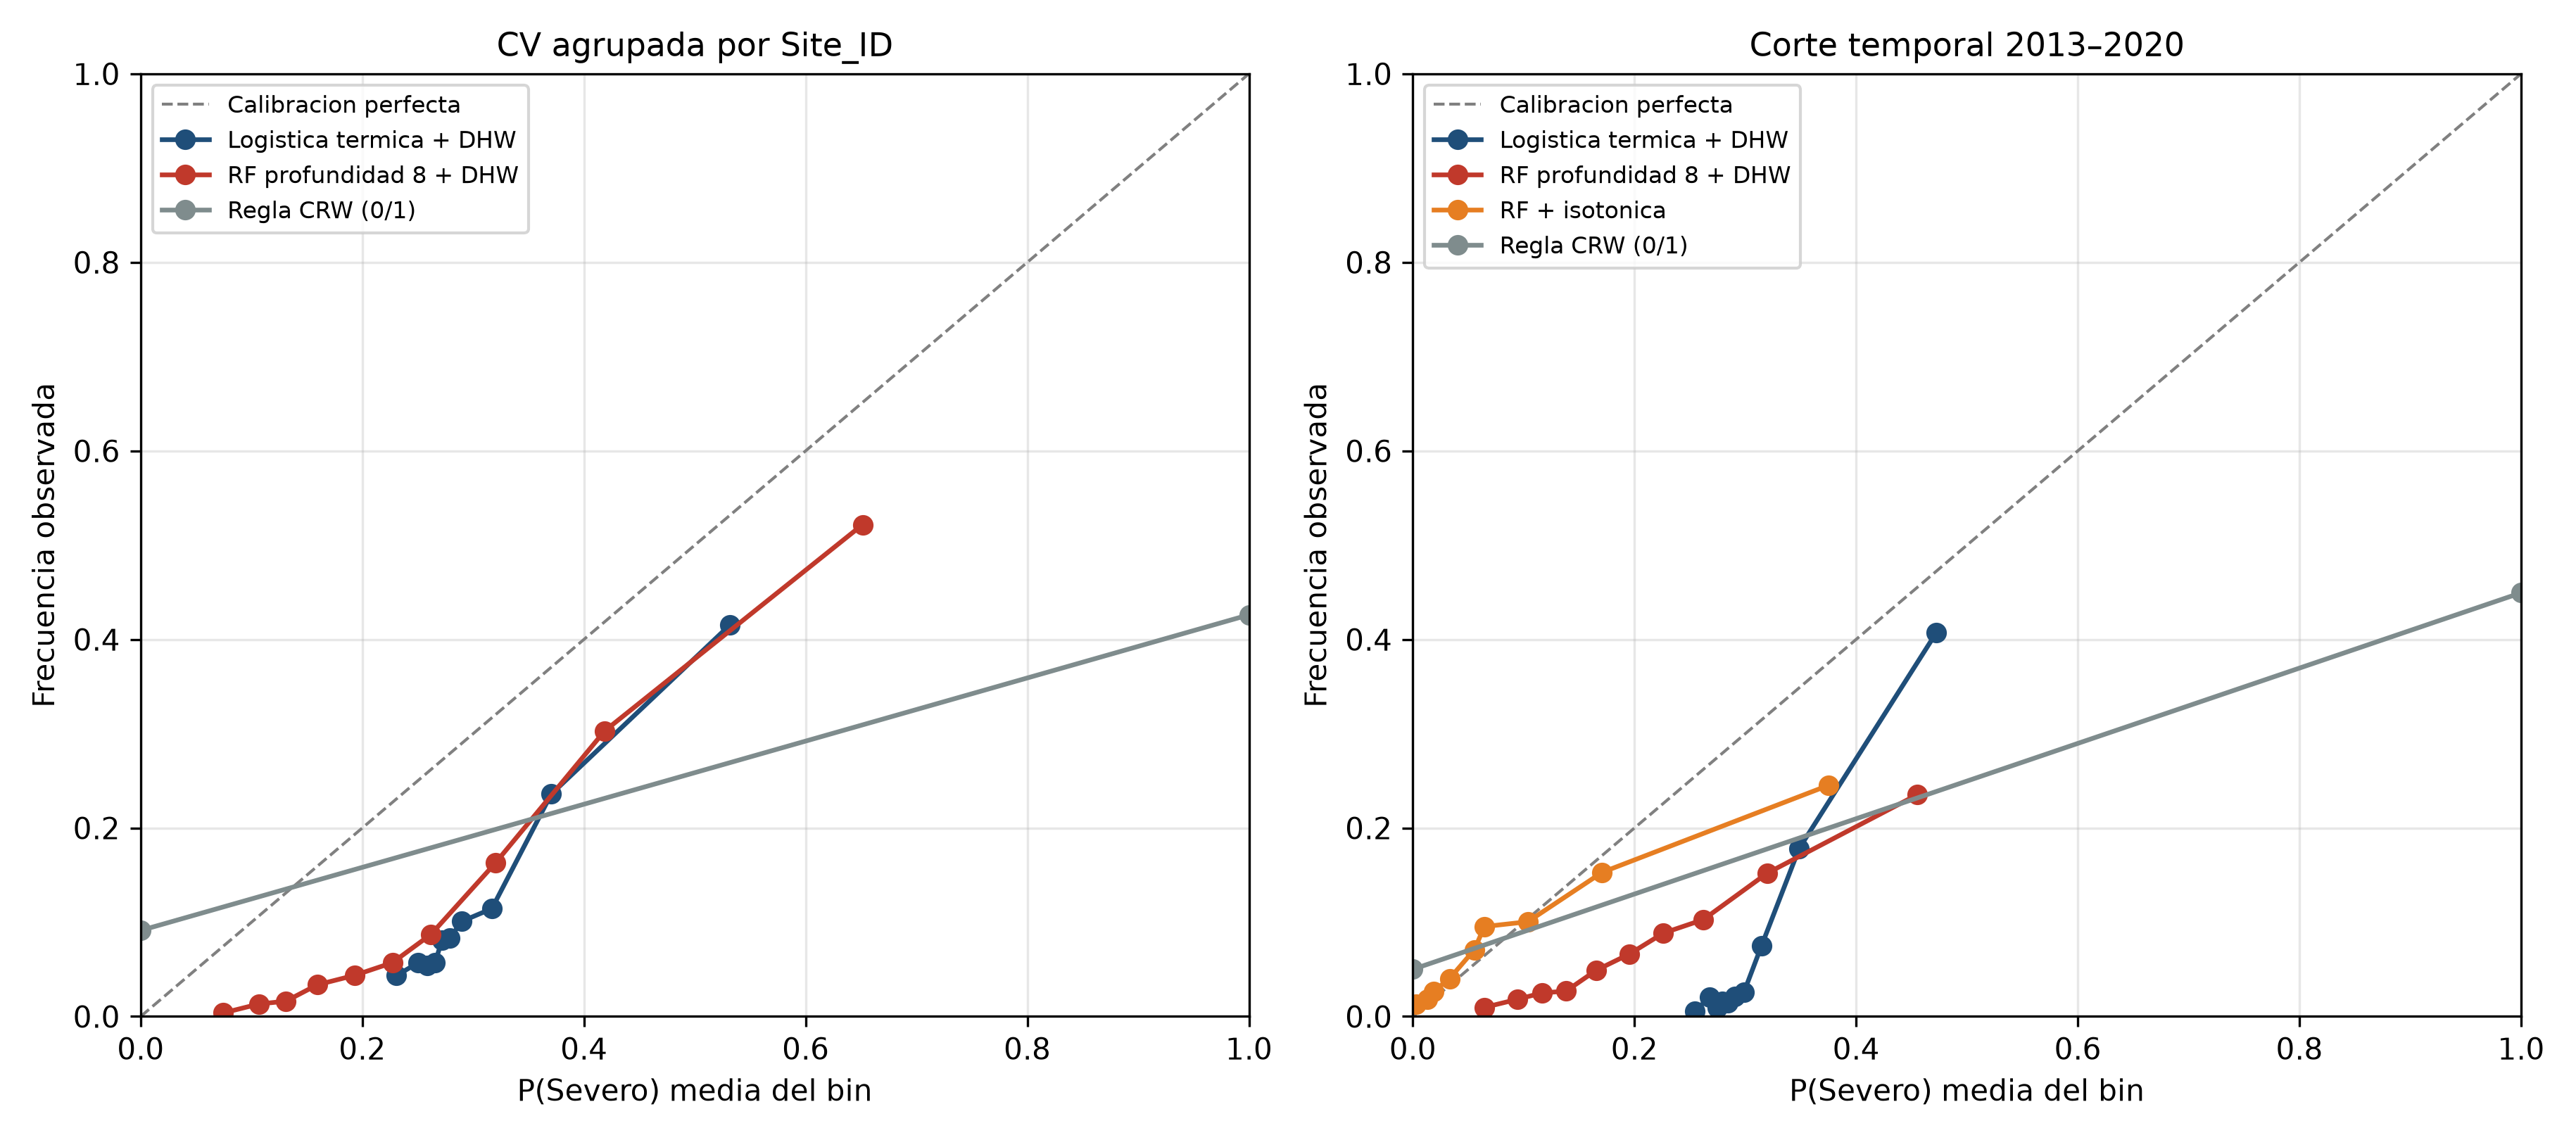 CV agrupada por Site_ID
1.0
0.8
0.6
0.4
0.2
0.0
Frecuencia observada
Calibracion perfecta
Logistica termica + DHW
RF profundidad 8 + DHW
Regla CRW (0/1)
0.0 0.2 0.4 0.6 0.8 1.0
P(Severo) media del bin
Corte temporal 2013–2020
1.0
0.8
0.6
0.4
0.2
0.0
Frecuencia observada
Calibracion perfecta
Logistica termica + DHW
RF profundidad 8 + DHW
RF + isotonica
Regla CRW (0/1)
0.0 0.2 0.4 0.6 0.8 1.0
P(Severo) media del bin